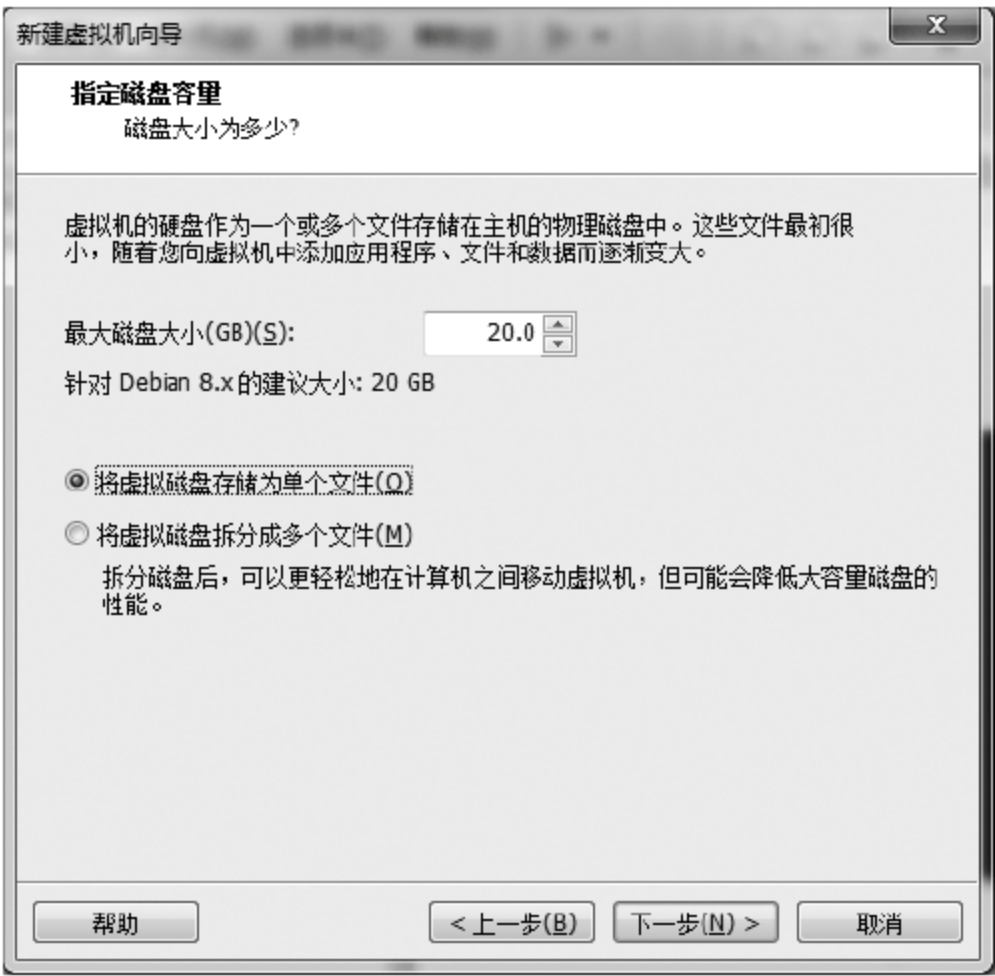 新建虚拟机向导
x
指定磁盘容量
磁盘大小为多少?
虚拟机的硬盘作为一个或多个文件存储在主机的物理磁盘中。这些文件最初很
小，随着您向虚拟机中添加应用程序、文件和数据而逐渐变大。
最大磁盘大小(GB)(S): 20.0
针对 Debian 8.x 的建议大小: 20 GB
将虚拟磁盘存储为单个文件(O)
将虚拟磁盘拆分成多个文件(M)
拆分磁盘后，可以更轻松地在计算机之间移动虚拟机，但可能会降低大容量磁盘的
性能。
帮助 < 上一步(B) 下一步(N) > 取消